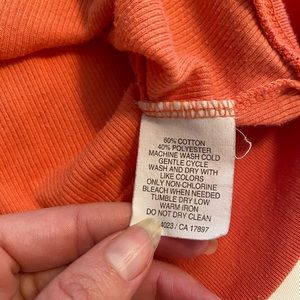 60% COTTON
40% POLYESTER
MACHINE WASH COLD
GENTLE CYCLE
WASH AND DRY WITH
LIKE COLORS
ONLY NON-CHLORINE
BLEACH WHEN NEEDED
TUMBLE DRY LOW
WARM IRON
DO NOT DRY CLEAN
4023 / CA 17897